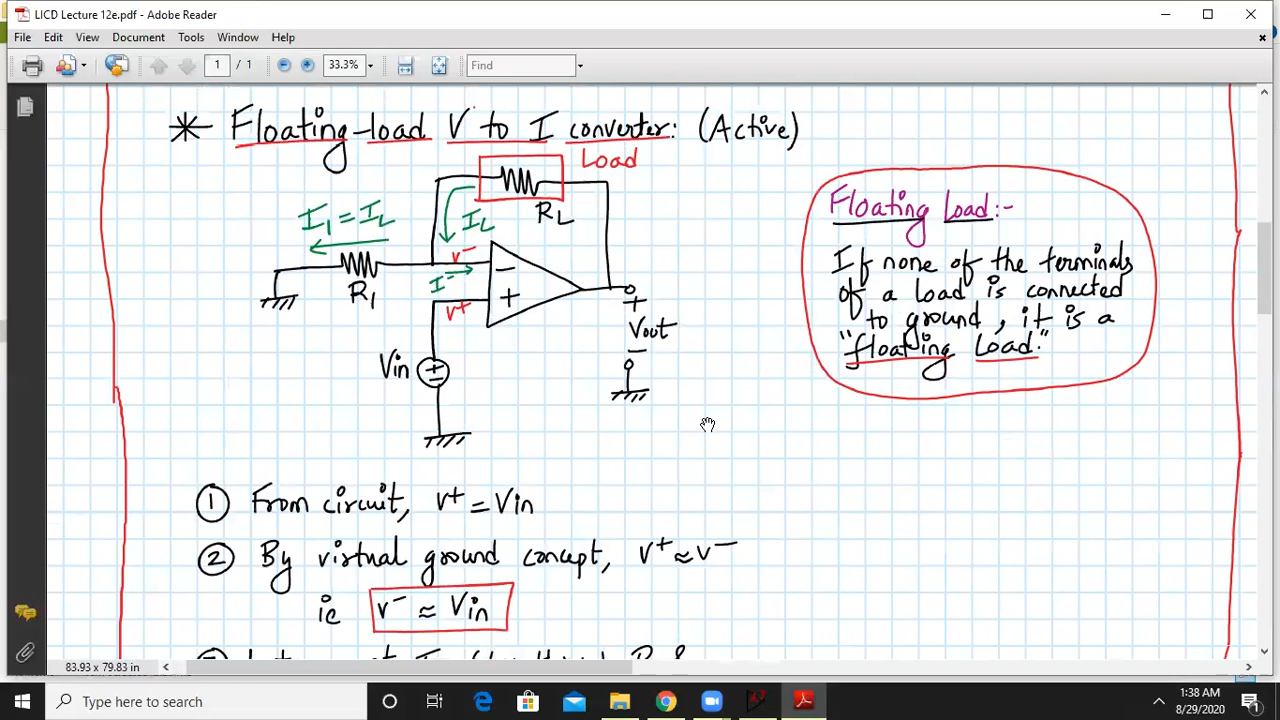 LICD Lecture 12e.pdf - Adobe Reader
File Edit View Document Tools Window Help
1 / 1 33.3% Find
* Floating-load V to I converter: (Active)
Load
Floating Load:-
If none of the terminals
of a load is connected
to ground, it is a
"floating Load."
I1 = IL
IL
RL
R1
I-
v-
v+
-
+
Vin
+
-
+
Vout
-
1 From circuit, v+ = Vin
2 By virtual ground concept, v+ ≈ v-
ie v- ≈ Vin
83.93 x 79.83 in
Type here to search
1:38 AM
8/29/2020
1